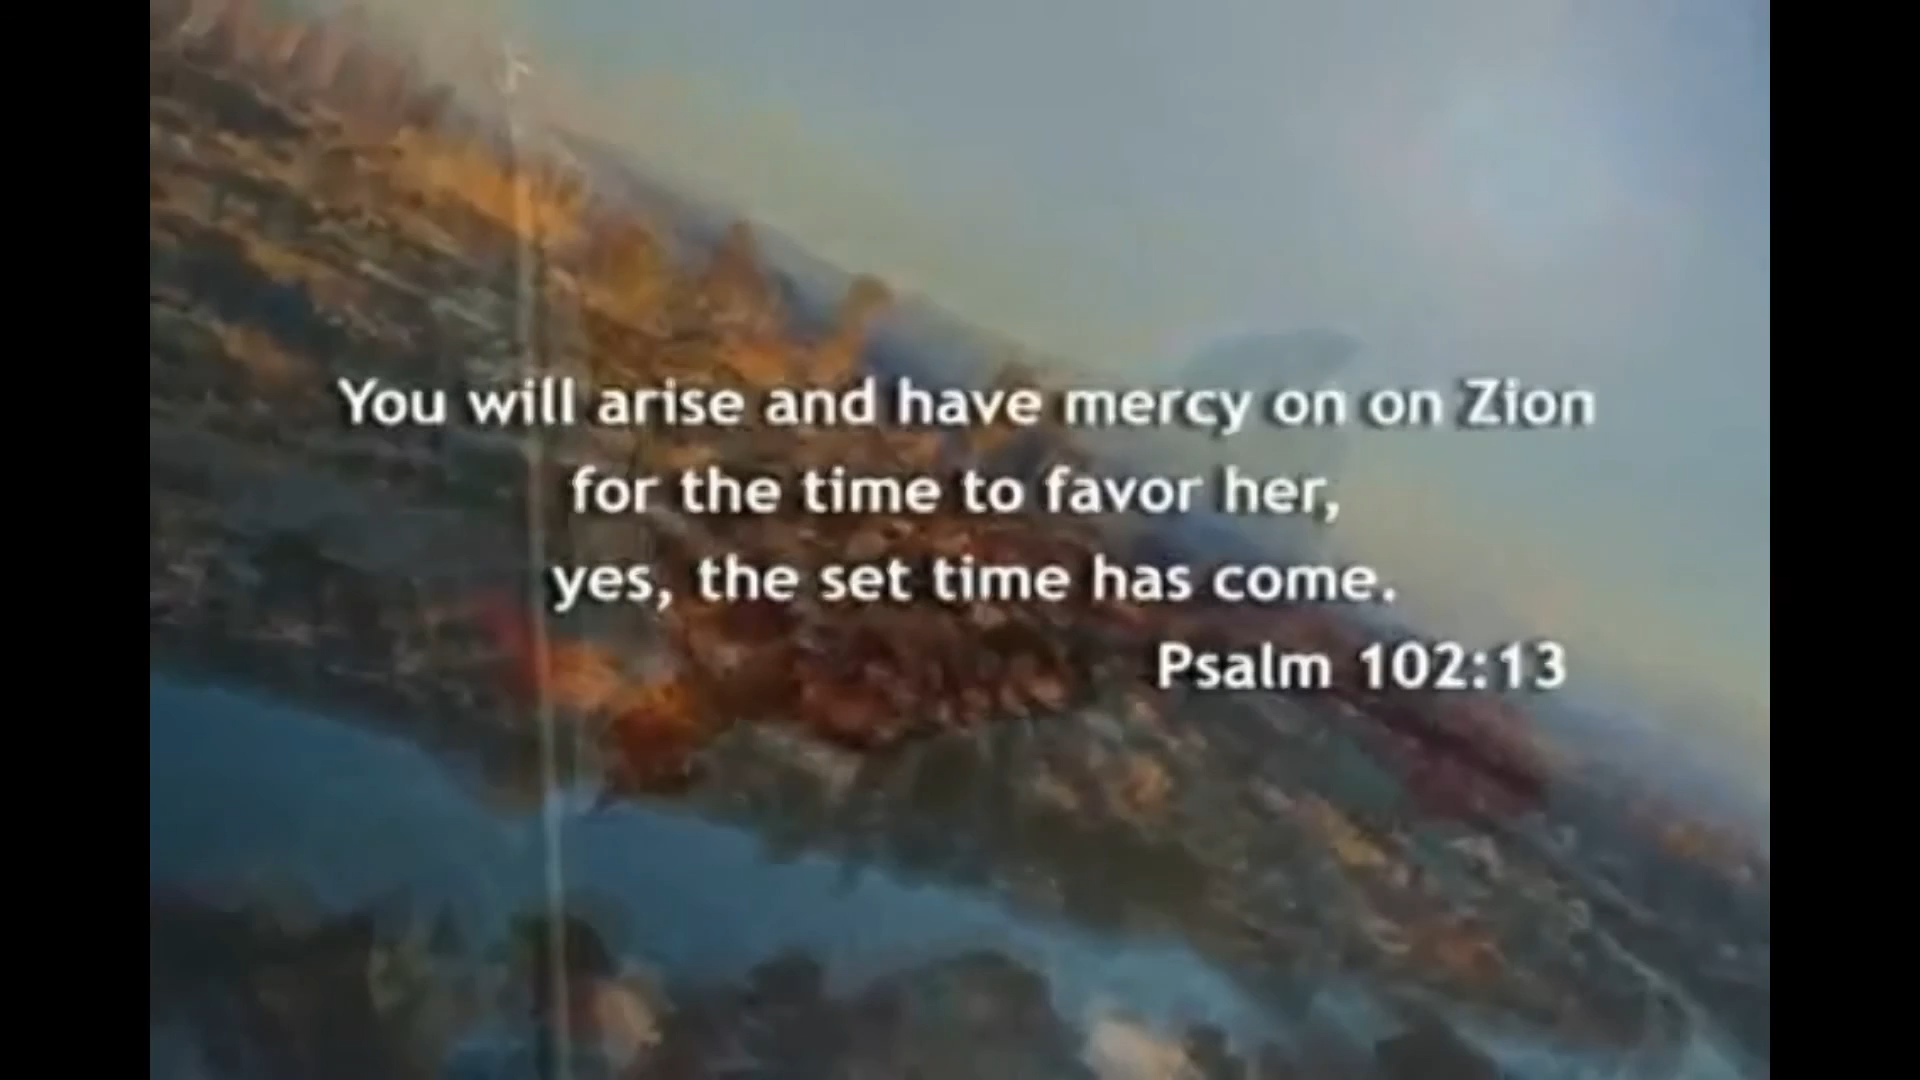 You will arise and have mercy on on Zion
for the time to favor her,
yes, the set time has come.
Psalm 102:13